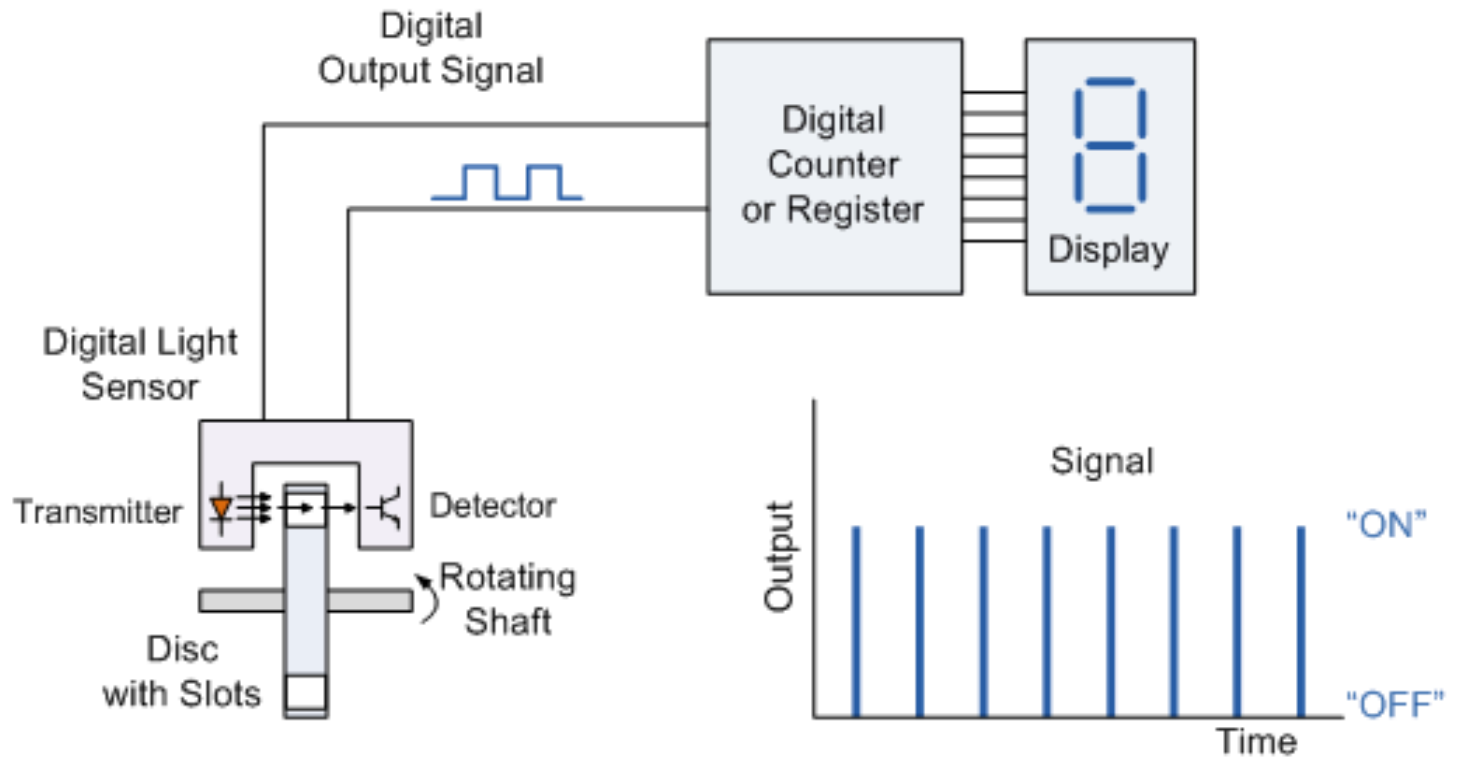 Digital
Output Signal
Digital
Counter
or Register
Display
Digital Light
Sensor
Transmitter
Detector
Rotating
Shaft
Disc
with Slots
Signal
Output
“ON”
“OFF”
Time